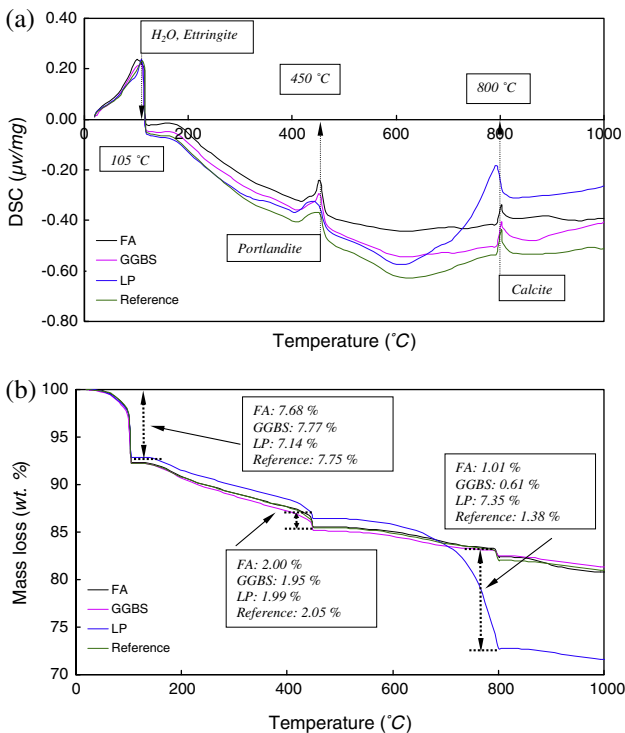 (a)
H₂O, Ettringite
450 ˚C
800 ˚C
0.40
0.20
0.00
-0.20
-0.40
-0.60
-0.80
0
200
400
600
800
1000
105 ˚C
Portlandite
Calcite
DSC (μv/mg)
FA
GGBS
LP
Reference
Temperature (˚C)
(b)
100
95
90
85
80
75
70
FA: 7.68 %
GGBS: 7.77 %
LP: 7.14 %
Reference: 7.75 %
FA: 1.01 %
GGBS: 0.61 %
LP: 7.35 %
Reference: 1.38 %
FA: 2.00 %
GGBS: 1.95 %
LP: 1.99 %
Reference: 2.05 %
Mass loss (wt. %)
FA
GGBS
LP
Reference
0
200
400
600
800
1000
Temperature (˚C)